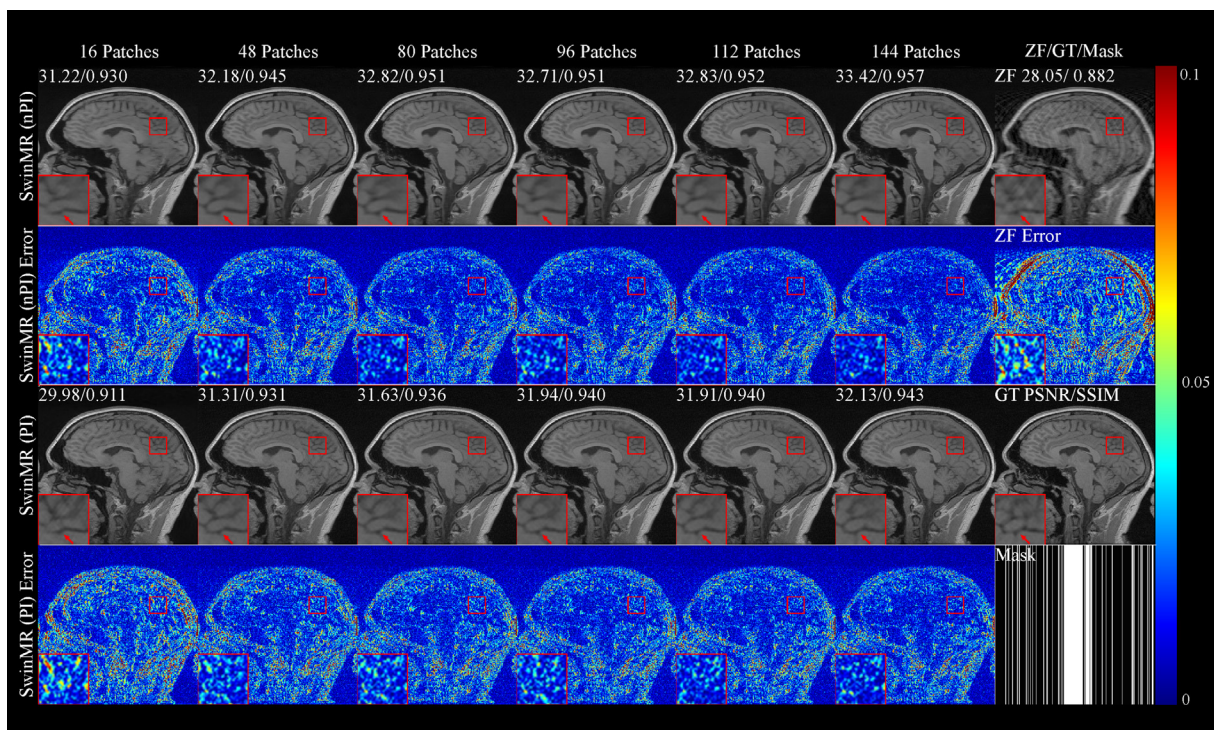 16 Patches 48 Patches 80 Patches 96 Patches 112 Patches 144 Patches ZF/GT/Mask
SwinMR (nPI)
31.22/0.930 32.18/0.945 32.82/0.951 32.71/0.951 32.83/0.952 33.42/0.957 ZF 28.05/ 0.882
0.1
SwinMR (nPI) Error
ZF Error
0.05
SwinMR (PI)
29.98/0.911 31.31/0.931 31.63/0.936 31.94/0.940 31.91/0.940 32.13/0.943 GT PSNR/SSIM
SwinMR (PI) Error
Mask
0